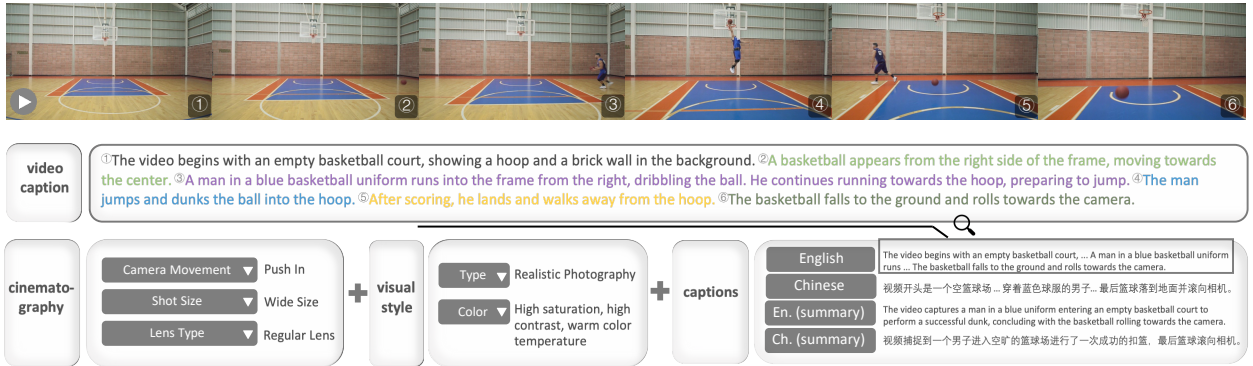 ① ② ③ ④ ⑤ ⑥
video
caption
①The video begins with an empty basketball court, showing a hoop and a brick wall in the background. ②A basketball appears from the right side of the frame, moving towards
the center. ③A man in a blue basketball uniform runs into the frame from the right, dribbling the ball. He continues running towards the hoop, preparing to jump. ④The man
jumps and dunks the ball into the hoop. ⑤After scoring, he lands and walks away from the hoop. ⑥The basketball falls to the ground and rolls towards the camera.
cinemato-
graphy
Camera Movement Push In
Shot Size Wide Size
Lens Type Regular Lens
visual
style
Type Realistic Photography
Color High saturation, high
contrast, warm color
temperature
captions
English
The video begins with an empty basketball court, ... A man in a blue basketball uniform
runs ... The basketball falls to the ground and rolls towards the camera.
Chinese 视频开头是一个空篮球场 ... 穿着蓝色球服的男子... 最后篮球落到地面并滚向相机。
En. (summary)
The video captures a man in a blue uniform entering an empty basketball court to
perform a successful dunk, concluding with the basketball rolling towards the camera.
Ch. (summary) 视频捕捉到一个男子进入空旷的篮球场进行了一次成功的扣篮，最后篮球滚向相机。